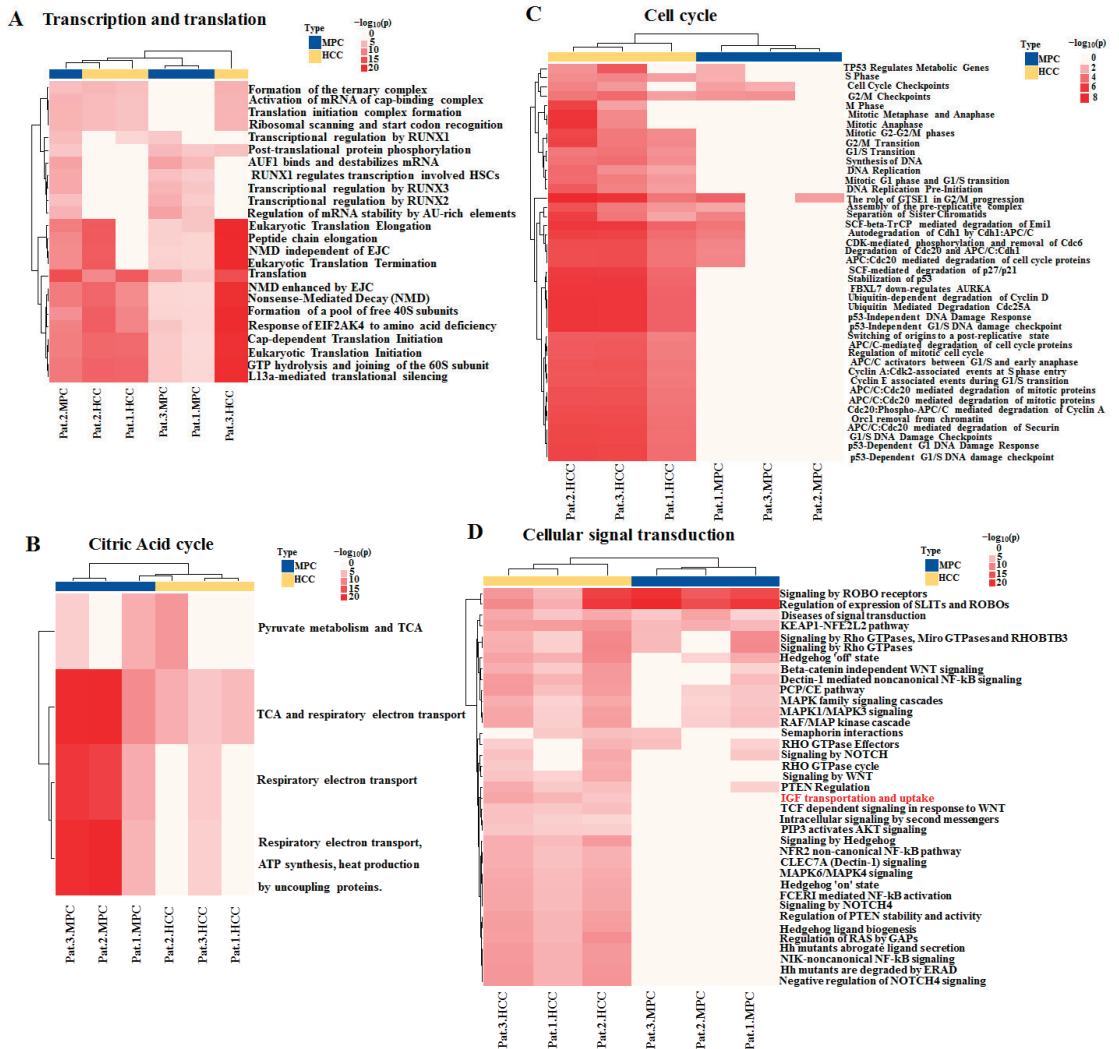 A
Transcription and translation
Type
MPC
HCC
−log10(p)
0
5
10
15
20
Formation of the ternary complex
Activation of mRNA of cap-binding complex
Translation initiation complex formation
Ribosomal scanning and start codon recognition
Transcriptional regulation by RUNX1
Post-translational protein phosphorylation
AUF1 binds and destabilizes mRNA
RUNX1 regulates transcription involved HSCs
Transcriptional regulation by RUNX3
Transcriptional regulation by RUNX2
Regulation of mRNA stability by AU-rich elements
Eukaryotic Translation Elongation
Peptide chain elongation
NMD independent of EJC
Eukaryotic Translation Termination
Translation
NMD enhanced by EJC
Nonsense-Mediated Decay (NMD)
Formation of a pool of free 40S subunits
Response of EIF2AK4 to amino acid deficiency
Cap-dependent Translation Initiation
Eukaryotic Translation Initiation
GTP hydrolysis and joining of the 60S subunit
L13a-mediated translational silencing
Pat.2.MPC
Pat.2.HCC
Pat.1.HCC
Pat.3.MPC
Pat.1.MPC
Pat.3.HCC
C
Cell cycle
Type
MPC
HCC
−log10(p)
0
2
4
6
8
TP53 Regulates Metabolic Genes
S Phase
Cell Cycle Checkpoints
G2/M Checkpoints
M Phase
Mitotic Metaphase and Anaphase
Mitotic Anaphase
Mitotic G2-G2/M phases
G2/M Transition
G1/S Transition
Synthesis of DNA
DNA Replication
Mitotic G1 phase and G1/S transition
DNA Replication Pre-Initiation
The role of GTSE1 in G2/M progression
Assembly of the pre-replicative complex
Separation of Sister Chromatids
SCF-beta-TrCP mediated degradation of Emi1
Autodegradation of Cdh1 by Cdh1:APC/C
CDK-mediated phosphorylation and removal of Cdc6
Degradation of Cdc20 and APC/C:Cdh1
APC:Cdc20 mediated degradation of cell cycle proteins
SCF-mediated degradation of p27/p21
Stabilization of p53
FBXL7 down-regulates AURKA
Ubiquitin-dependent degradation of Cyclin D
Ubiquitin Mediated Degradation Cdc25A
p53-Independent DNA Damage Response
p53-Independent G1/S DNA damage checkpoint
Switching of origins to a post-replicative state
APC/C-mediated degradation of cell cycle proteins
Regulation of mitotic cell cycle
APC/C activators between G1/S and early anaphase
Cyclin A:Cdk2-associated events at S phase entry
Cyclin E associated events during G1/S transition
APC/C:Cdc20 mediated degradation of mitotic proteins
APC/C:Cdc20 mediated degradation of mitotic proteins
Cdc20:Phospho-APC/C mediated degradation of Cyclin A
Orc1 removal from chromatin
APC/C:Cdc20 mediated degradation of Securin
G1/S DNA Damage Checkpoints
p53-Dependent G1 DNA Damage Response
p53-Dependent G1/S DNA damage checkpoint
Pat.2.HCC
Pat.3.HCC
Pat.1.HCC
Pat.1.MPC
Pat.3.MPC
Pat.2.MPC
B
Citric Acid cycle
Type
MPC
HCC
−log10(p)
0
5
10
15
20
Pyruvate metabolism and TCA
TCA and respiratory electron transport
Respiratory electron transport
Respiratory electron transport,
ATP synthesis, heat production
by uncoupling proteins.
Pat.3.MPC
Pat.2.MPC
Pat.1.MPC
Pat.2.HCC
Pat.3.HCC
Pat.1.HCC
D
Cellular signal transduction
Type
MPC
HCC
−log10(p)
0
5
10
15
20
Signaling by ROBO receptors
Regulation of expression of SLITs and ROBOs
Diseases of signal transduction
KEAP1-NFE2L2 pathway
Signaling by Rho GTPases, Miro GTPases and RHOBTB3
Signaling by Rho GTPases
Hedgehog 'off' state
Beta-catenin independent WNT signaling
Dectin-1 mediated noncanonical NF-kB signaling
PCP/CE pathway
MAPK family signaling cascades
MAPK1/MAPK3 signaling
RAF/MAP kinase cascade
Semaphorin interactions
RHO GTPase Effectors
Signaling by NOTCH
RHO GTPase cycle
Signaling by WNT
PTEN Regulation
IGF transportation and uptake
TCF dependent signaling in response to WNT
Intracellular signaling by second messengers
PIP3 activates AKT signaling
Signaling by Hedgehog
NFR2 non-canonical NF-kB pathway
CLEC7A (Dectin-1) signaling
MAPK6/MAPK4 signaling
Hedgehog 'on' state
FCERI mediated NF-kB activation
Signaling by NOTCH4
Regulation of PTEN stability and activity
Hedgehog ligand biogenesis
Regulation of RAS by GAPs
Hh mutants abrogate ligand secretion
NIK-noncanonical NF-kB signaling
Hh mutants are degraded by ERAD
Negative regulation of NOTCH4 signaling
Pat.3.HCC
Pat.1.HCC
Pat.2.HCC
Pat.3.MPC
Pat.2.MPC
Pat.1.MPC